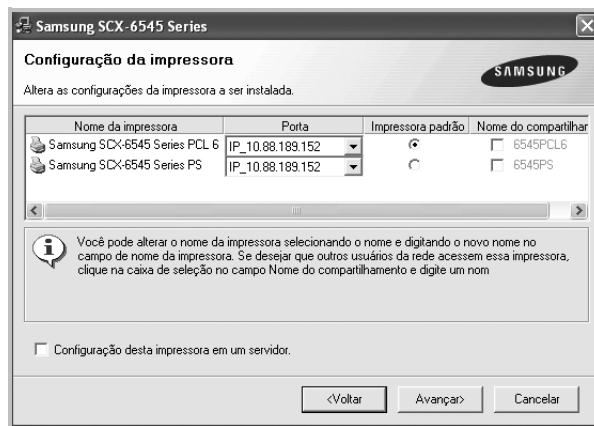 Samsung SCX-6545 Series
Configuração da impressora
SAMSUNG
Altera as configurações da impressora a ser instalada.
Nome da impressora Porta Impressora padrão Nome do compartilhar
Samsung SCX-6545 Series PCL 6 IP_10.88.189.152 6545PCL6
Samsung SCX-6545 Series PS IP_10.88.189.152 6545PS
Você pode alterar o nome da impressora selecionando o nome e digitando o novo nome no
campo de nome da impressora. Se desejar que outros usuários da rede acessem essa impressora,
clique na caixa de seleção no campo Nome do compartilhamento e digite um nome
Configuração desta impressora em um servidor.
<Voltar Avançar> Cancelar